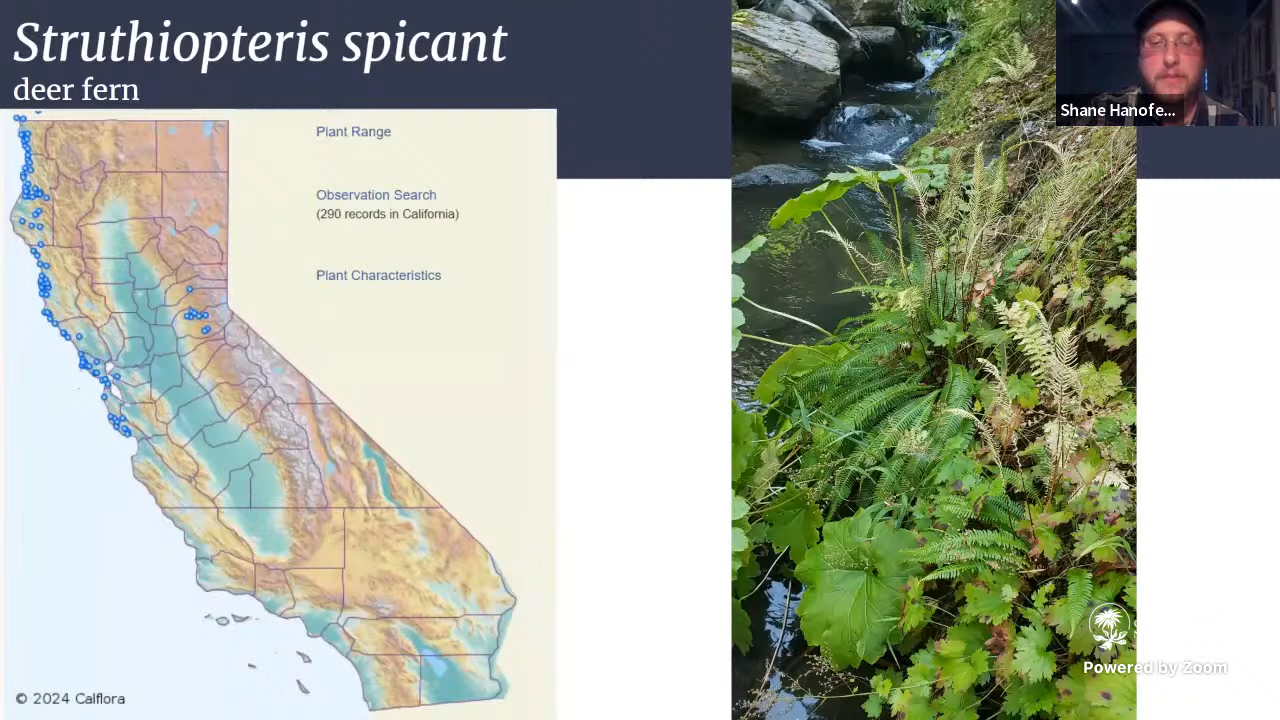 Struthiopteris spicant
deer fern
Plant Range
Observation Search
(290 records in California)
Plant Characteristics
© 2024 Calflora
Shane Hanofe...
Powered by Zoom